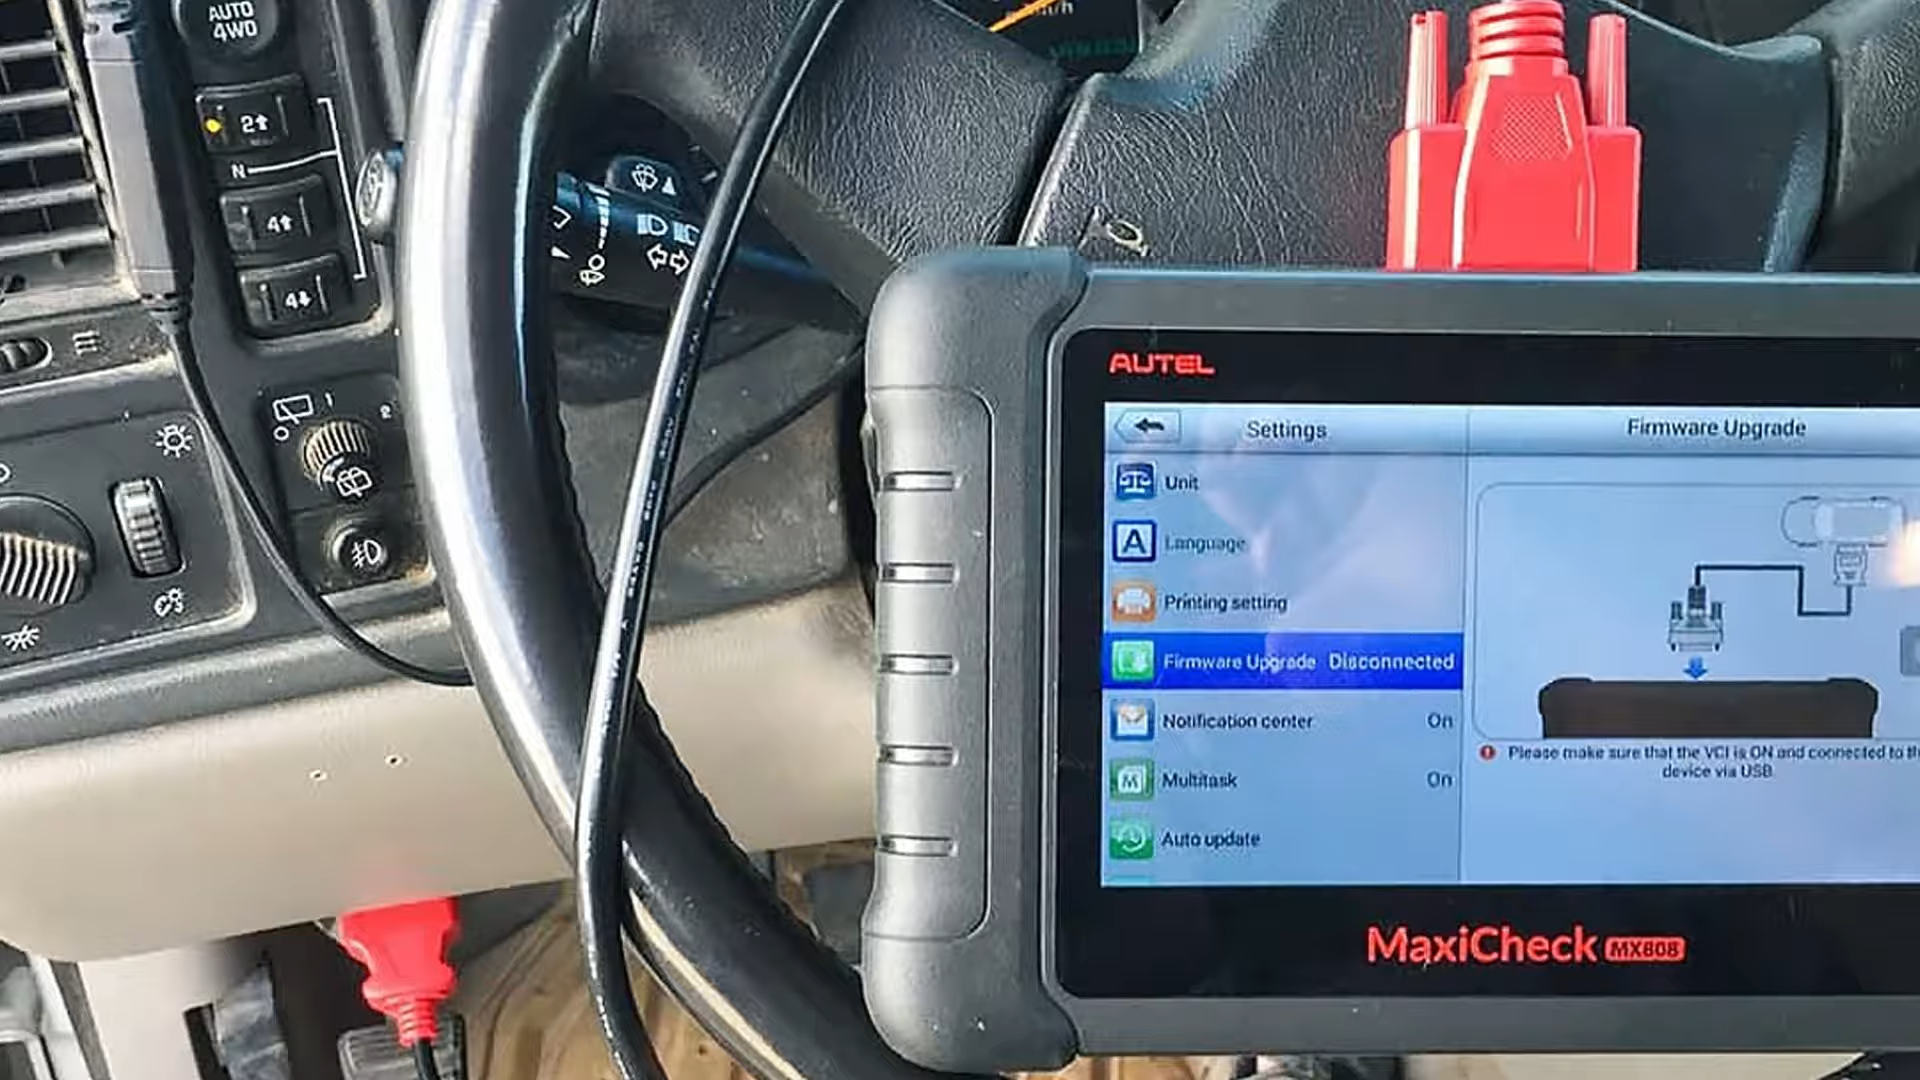 AUTO
4WD
2↑
N
4↑
4↓
1
2
AUTEL
Settings
Firmware Upgrade
Unit
A
Language
Printing setting
Firmware Upgrade Disconnected
Notification center On
M
Multitask On
Auto update
Please make sure that the VCI is ON and connected to
device via USB.
MaxiCheck MX808